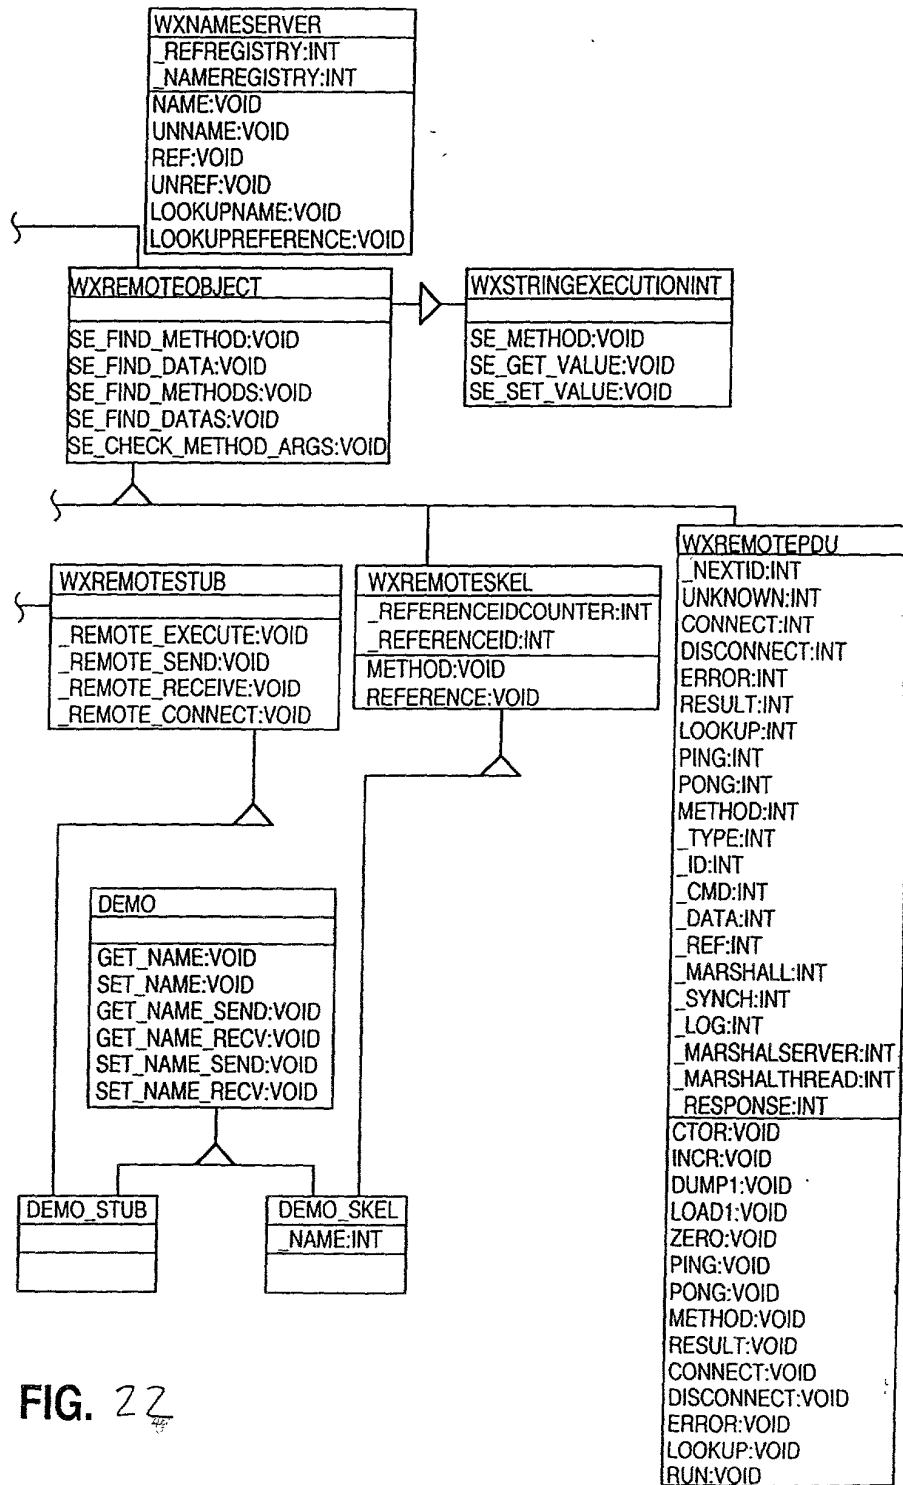 WXNAMESERVER
_REFREGISTRY:INT
_NAMEREGISTRY:INT
NAME:VOID
UNNAME:VOID
REF:VOID
UNREF:VOID
LOOKUPNAME:VOID
LOOKUPREFERENCE:VOID
WXREMOTEOBJECT
SE_FIND_METHOD:VOID
SE_FIND_DATA:VOID
SE_FIND_METHODS:VOID
SE_FIND_DATAS:VOID
SE_CHECK_METHOD_ARGS:VOID
WXSTRINGEXECUTIONINT
SE_METHOD:VOID
SE_GET_VALUE:VOID
SE_SET_VALUE:VOID
WXREMOTESTUB
_REMOTE_EXECUTE:VOID
_REMOTE_SEND:VOID
_REMOTE_RECEIVE:VOID
_REMOTE_CONNECT:VOID
WXREMOTESKEL
_REFERENCEIDCOUNTER:INT
_REFERENCEID:INT
METHOD:VOID
REFERENCE:VOID
WXREMOTEPDU
_NEXTID:INT
UNKNOWN:INT
CONNECT:INT
DISCONNECT:INT
ERROR:INT
RESULT:INT
LOOKUP:INT
PING:INT
PONG:INT
METHOD:INT
_TYPE:INT
_ID:INT
_CMD:INT
_DATA:INT
_REF:INT
_MARSHALL:INT
_SYNCH:INT
_LOG:INT
_MARSHALSERVER:INT
_MARSHALTHREAD:INT
_RESPONSE:INT
CTOR:VOID
INCR:VOID
DUMP1:VOID
LOAD1:VOID
ZERO:VOID
PING:VOID
PONG:VOID
METHOD:VOID
RESULT:VOID
CONNECT:VOID
DISCONNECT:VOID
ERROR:VOID
LOOKUP:VOID
RUN:VOID
DEMO
GET_NAME:VOID
SET_NAME:VOID
GET_NAME_SEND:VOID
GET_NAME_RECV:VOID
SET_NAME_SEND:VOID
SET_NAME_RECV:VOID
DEMO_STUB
DEMO_SKEL
_NAME:INT
FIG. 22